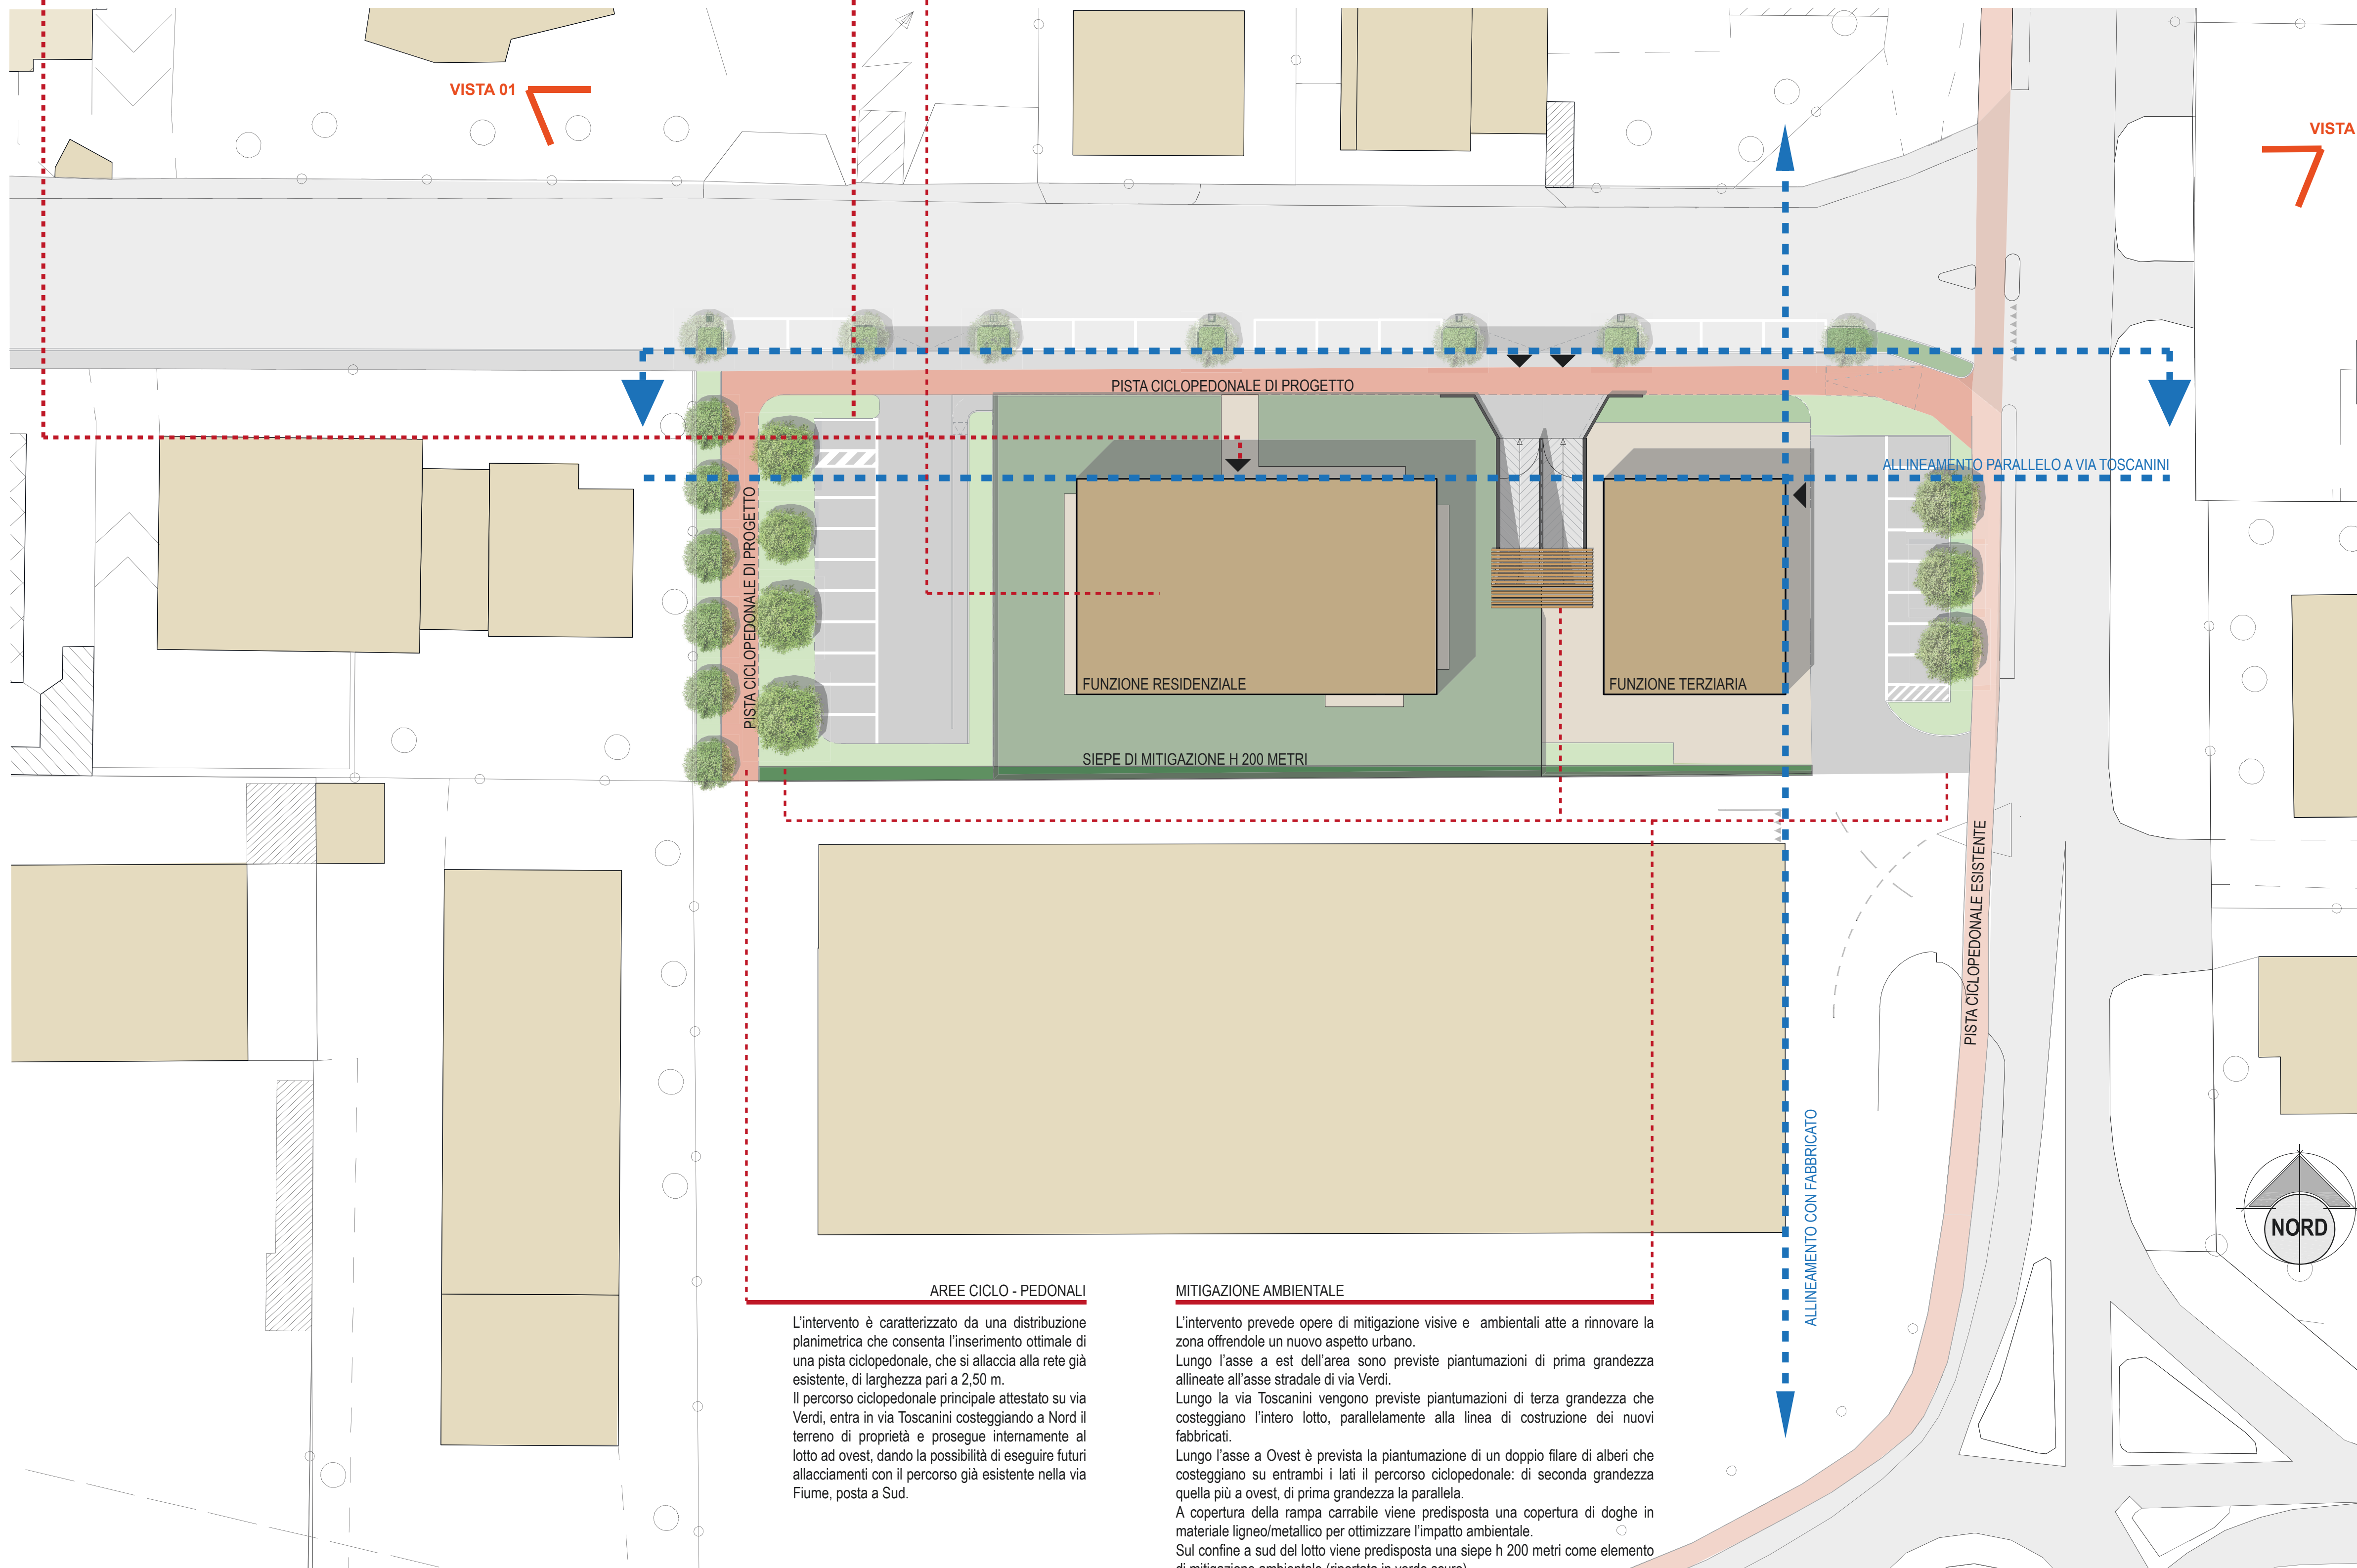 VISTA 01
VISTA
PISTA CICLOPEDONALE DI PROGETTO
ALLINEAMENTO PARALLELO A VIA TOSCANINI
PISTA CICLOPEDONALE DI PROGETTO
FUNZIONE RESIDENZIALE
FUNZIONE TERZIARIA
SIEPE DI MITIGAZIONE H 200 METRI
PISTA CICLOPEDONALE ESISTENTE
ALLINEAMENTO CON FABBRICATO
NORD
AREE CICLO - PEDONALI
L'intervento è caratterizzato da una distribuzione
planimetrica che consenta l'inserimento ottimale di
una pista ciclopedonale, che si allaccia alla rete già
esistente, di larghezza pari a 2,50 m.
Il percorso ciclopedonale principale attestato su via
Verdi, entra in via Toscanini costeggiando a Nord il
terreno di proprietà e prosegue internamente al
lotto ad ovest, dando la possibilità di eseguire futuri
allacciamenti con il percorso già esistente nella via
Fiume, posta a Sud.
MITIGAZIONE AMBIENTALE
L'intervento prevede opere di mitigazione visive e ambientali atte a rinnovare la
zona offrendole un nuovo aspetto urbano.
Lungo l'asse a est dell'area sono previste piantumazioni di prima grandezza
allineate all'asse stradale di via Verdi.
Lungo la via Toscanini vengono previste piantumazioni di terza grandezza che
costeggiano l'intero lotto, parallelamente alla linea di costruzione dei nuovi
fabbricati.
Lungo l'asse a Ovest è prevista la piantumazione di un doppio filare di alberi che
costeggiano su entrambi i lati il percorso ciclopedonale: di seconda grandezza
quella più a ovest, di prima grandezza la parallela.
A copertura della rampa carrabile viene predisposta una copertura di doghe in
materiale ligneo/metallico per ottimizzare l'impatto ambientale.
Sul confine a sud del lotto viene predisposta una siepe h 200 metri come elemento
di mitigazione ambientale (riportata in verde scuro)